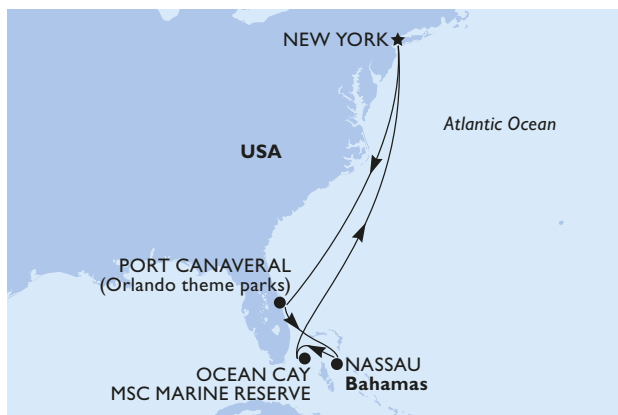 NEW YORK
Atlantic Ocean
USA
PORT CANAVERAL
(Orlando theme parks)
OCEAN CAY
MSC MARINE RESERVE
NASSAU
Bahamas